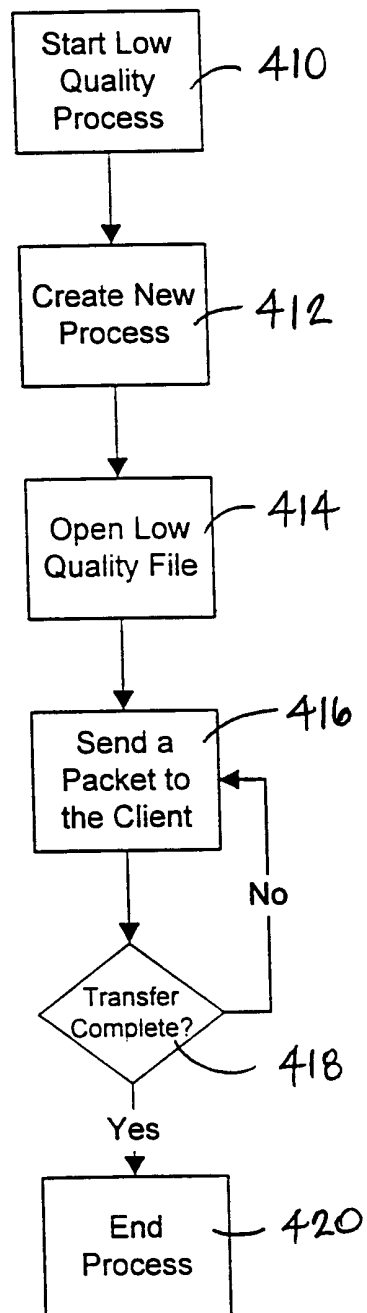 Start Low
Quality
Process
410
Create New
Process
412
Open Low
Quality File
414
Send a
Packet to
the Client
416
No
Transfer
Complete?
418
Yes
End
Process
420